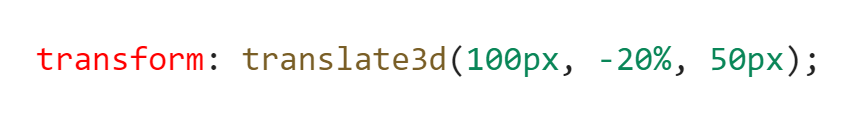 transform: translate3d(100px, -20%, 50px);